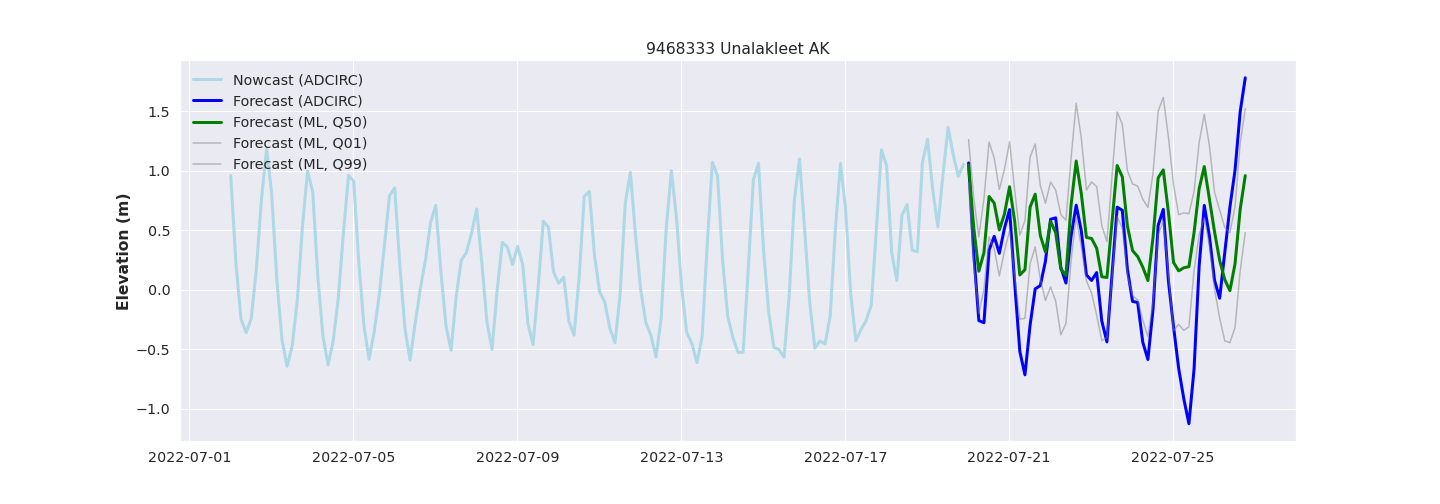 9468333 Unalakleet AK
Nowcast (ADCIRC)
Forecast (ADCIRC)
Forecast (ML, Q50)
Forecast (ML, Q01)
Forecast (ML, Q99)
Elevation (m)
1.5
1.0
0.5
0.0
−0.5
−1.0
2022-07-01 2022-07-05 2022-07-09 2022-07-13 2022-07-17 2022-07-21 2022-07-25